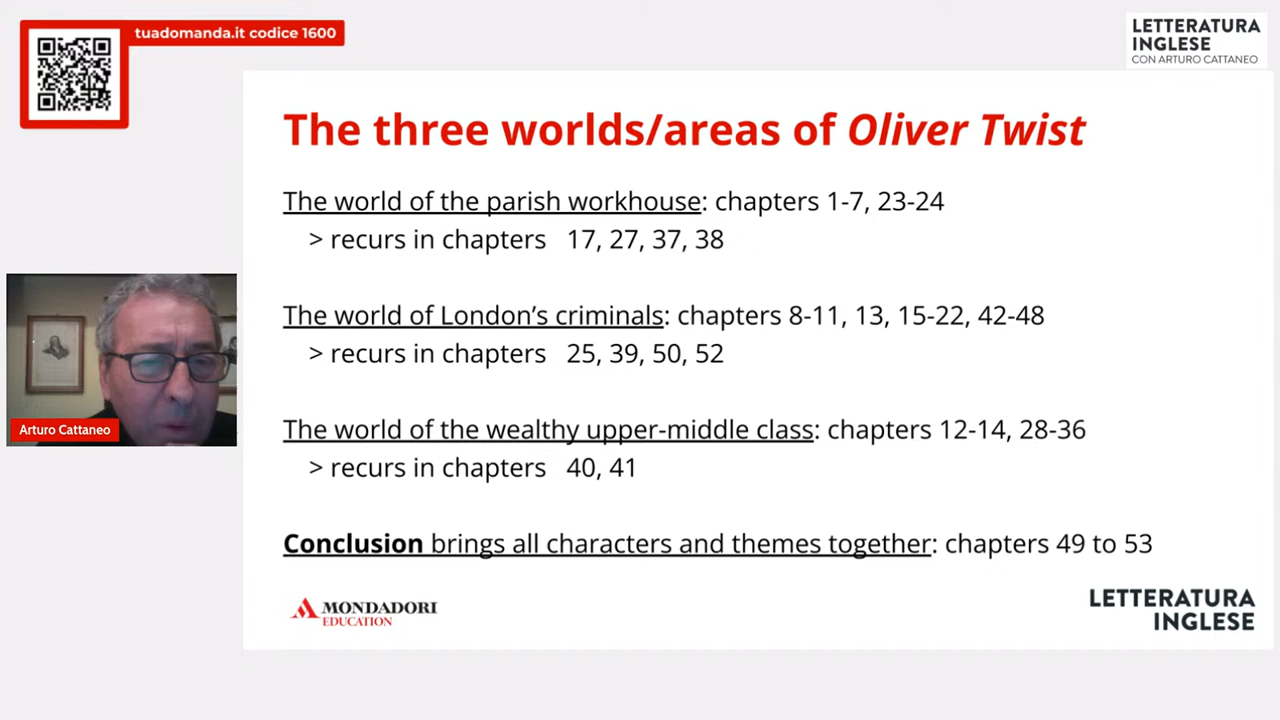 tuadomanda.it codice 1600
LETTERATURA
INGLESE
CON ARTURO CATTANEO
The three worlds/areas of Oliver Twist
The world of the parish workhouse: chapters 1-7, 23-24
> recurs in chapters 17, 27, 37, 38
The world of London’s criminals: chapters 8-11, 13, 15-22, 42-48
> recurs in chapters 25, 39, 50, 52
Arturo Cattaneo
The world of the wealthy upper-middle class: chapters 12-14, 28-36
> recurs in chapters 40, 41
Conclusion brings all characters and themes together: chapters 49 to 53
MONDADORI
EDUCATION
LETTERATURA
INGLESE